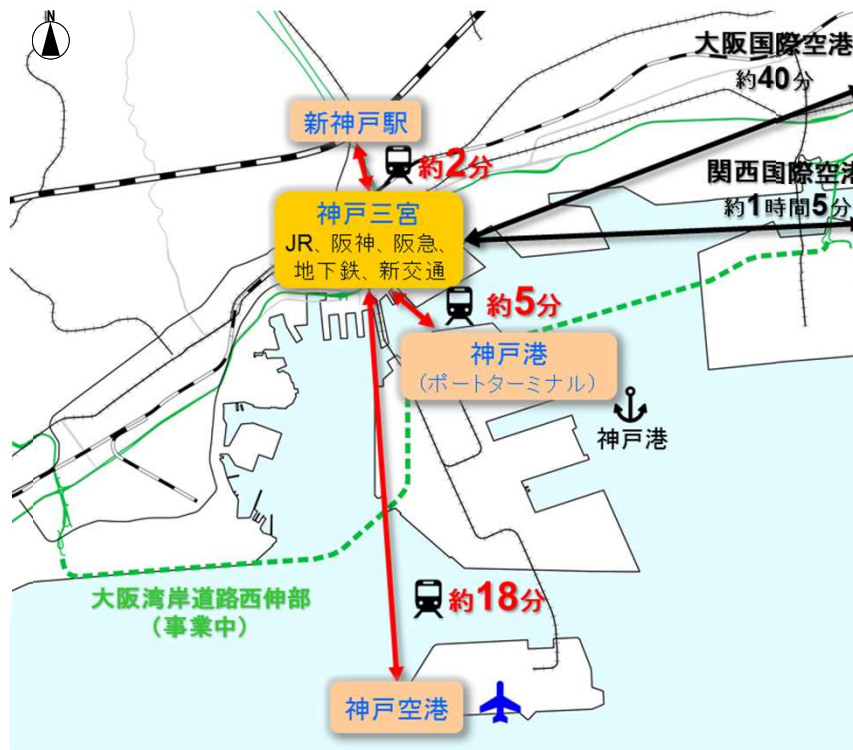 N
大阪国際空港
約40分
新神戸駅
約2分
関西国際空港
約1時間5分
神戸三宮
JR、阪神、阪急、
地下鉄、新交通
約5分
神戸港
（ポートターミナル）
神戸港
約18分
大阪湾岸道路西伸部
（事業中）
神戸空港